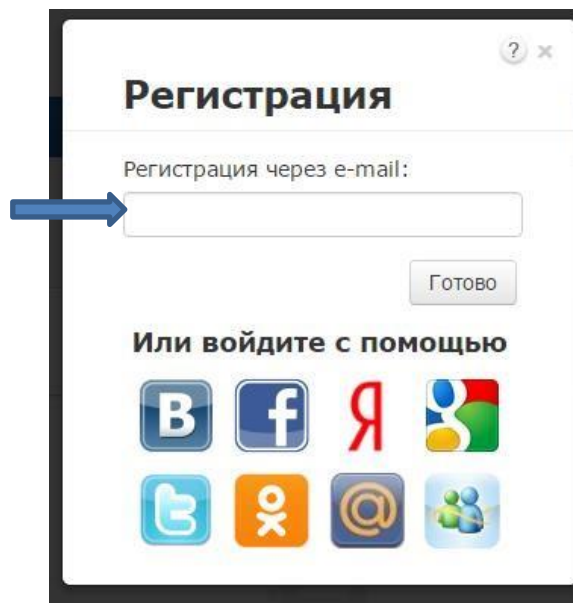 ?
Регистрация
Регистрация через e-mail:
Готово
Или войдите с помощью
B f Я g
t @